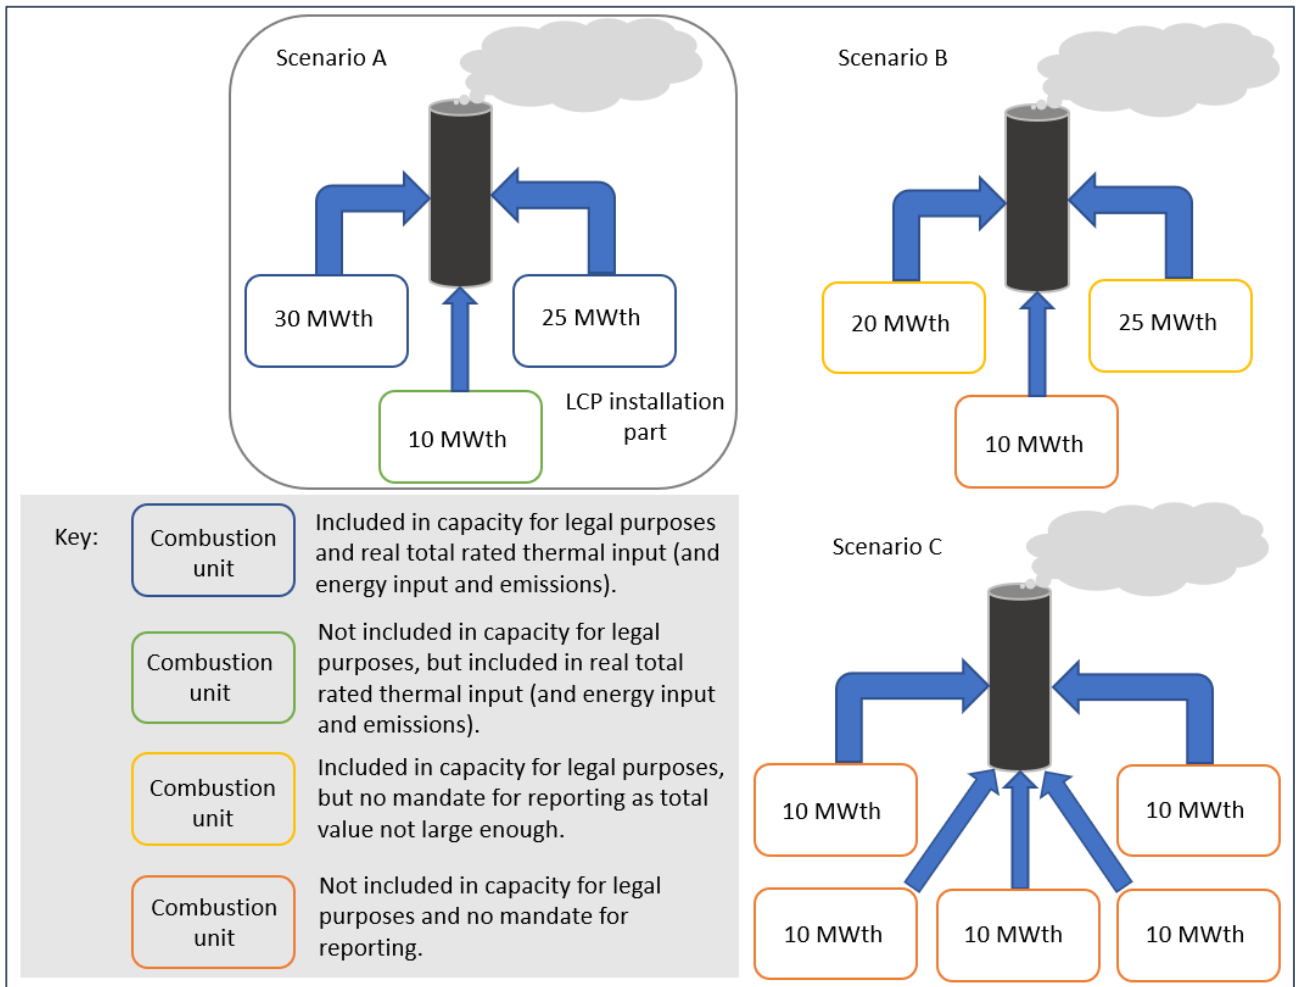 Scenario A
30 MWth
25 MWth
10 MWth
LCP installation
part
Scenario B
20 MWth
25 MWth
10 MWth
Key:
Combustion
unit
Included in capacity for legal purposes
and real total rated thermal input (and
energy input and emissions).
Combustion
unit
Not included in capacity for legal
purposes, but included in real total
rated thermal input (and energy input
and emissions).
Combustion
unit
Included in capacity for legal purposes,
but no mandate for reporting as total
value not large enough.
Combustion
unit
Not included in capacity for legal
purposes and no mandate for
reporting.
Scenario C
10 MWth
10 MWth
10 MWth
10 MWth
10 MWth